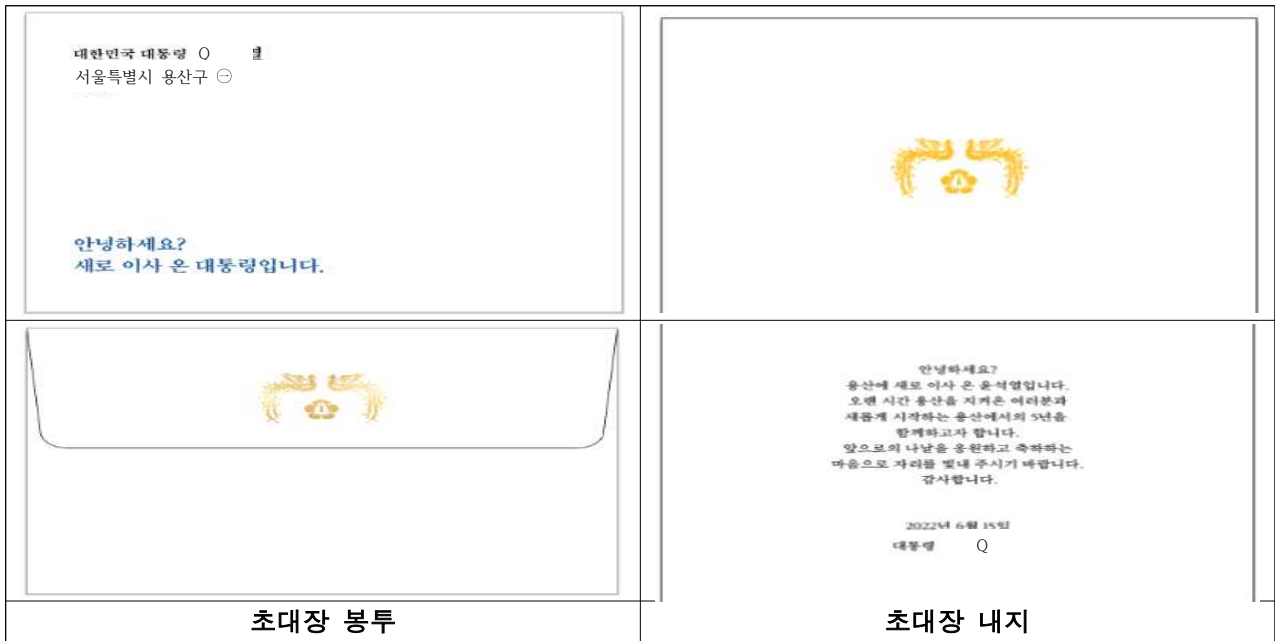 대한민국 대통령 Q 열
서울특별시 용산구 ㊀
안녕하세요?
새로 이사 온 대통령입니다.
안녕하세요?
용산에 새로 이사 온 윤석열입니다.
오랜 시간 용산을 지켜온 여러분과
새롭게 시작하는 용산에서의 5년을
함께하고자 합니다.
앞으로의 나날을 응원하고 축하하는
마음으로 자리를 빛내 주시기 바랍니다.
감사합니다.
2022년 6월 15일
대통령 Q
초대장 봉투
초대장 내지